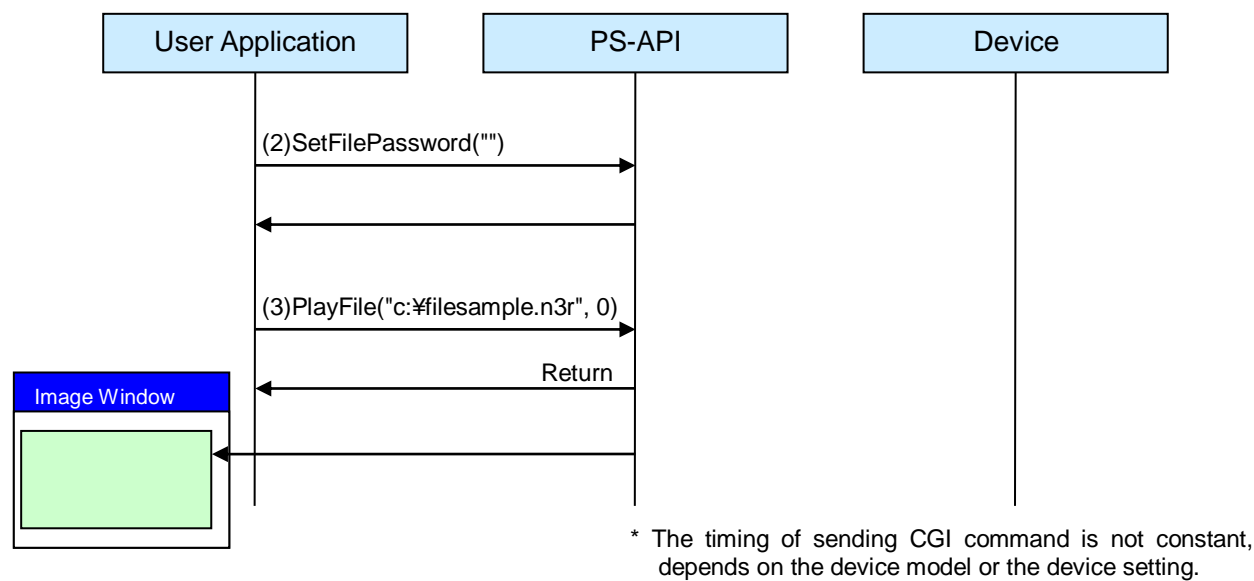 User Application
PS-API
Device
(2)SetFilePassword("")
(3)PlayFile("c:¥filesample.n3r", 0)
Return
Image Window
* The timing of sending CGI command is not constant,
depends on the device model or the device setting.